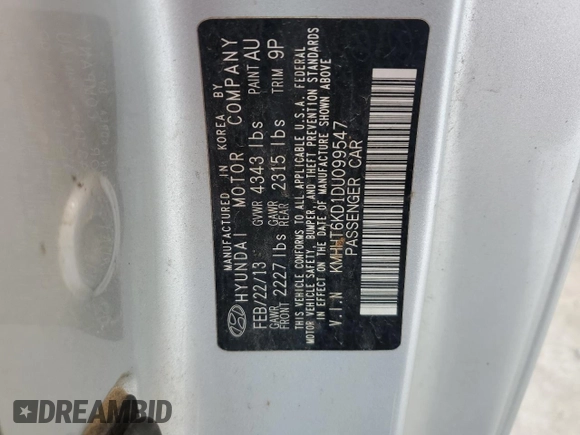 MANUFACTURED IN KOREA BY
HYUNDAI MOTOR COMPANY
FEB/22/13 GVWR 4343 lbs PAINT AU
GAWR FRONT 2227 lbs GAWR REAR 2315 lbs TRIM 9P
THIS VEHICLE CONFORMS TO ALL APPLICABLE U.S.A. FEDERAL
MOTOR VEHICLE SAFETY, BUMPER, AND THEFT PREVENTION STANDARDS
IN EFFECT ON THE DATE OF MANUFACTURE SHOWN ABOVE
V.I.N KMHHT6KD1DU099547
PASSENGER CAR
DREAMBID